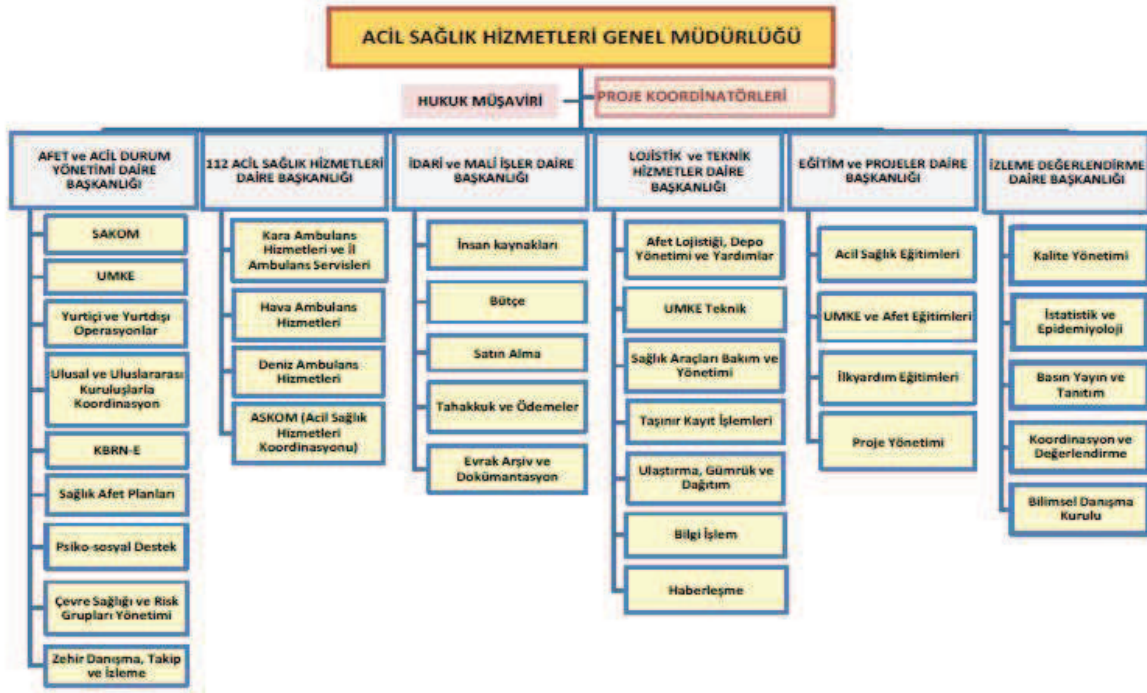 ACİL SAĞLIK HİZMETLERİ GENEL MÜDÜRLÜĞÜ
HUKUK MÜŞAVİRİ
PROJE KOORDİNATÖRLERİ
AFET ve ACİL DURUM
YÖNETİMİ DAİRE
BAŞKANLIĞI
SAKOM
UMKE
Yurtiçi ve Yurtdışı
Operasyonlar
Ulusal ve Uluslararası
Kuruluşlarla
Koordinasyon
KBRN-E
Sağlık Afet Planları
Psiko-sosyal Destek
Çevre Sağlığı ve Risk
Grupları Yönetimi
Zehir Danışma, Takip
ve İzleme
112 ACİL SAĞLIK HİZMETLERİ
DAİRE BAŞKANLIĞI
Kara Ambulans
Hizmetleri ve İl
Ambulans Servisleri
Hava Ambulans
Hizmetleri
Deniz Ambulans
Hizmetleri
ASKOM (Acil Sağlık
Hizmetleri
Koordinasyonu)
İDARİ ve MALİ İŞLER DAİRE
BAŞKANLIĞI
İnsan kaynakları
Bütçe
Satın Alma
Tahakkuk ve Ödemeler
Evrak Arşiv ve
Dokümantasyon
LOJİSTİK ve TEKNİK
HİZMETLER DAİRE
BAŞKANLIĞI
Afet Lojistiği, Depo
Yönetimi ve Yardımlar
UMKE Teknik
Sağlık Araçları Bakım ve
Yönetimi
Taşınır Kayıt İşlemleri
Ulaştırma, Gümrük ve
Dağıtım
Bilgi İşlem
Haberleşme
EĞİTİM ve PROJELER DAİRE
BAŞKANLIĞI
Acil Sağlık Eğitimleri
UMKE ve Afet Eğitimleri
İlkyardım Eğitimleri
Proje Yönetimi
İZLEME DEĞERLENDİRME
DAİRE BAŞKANLIĞI
Kalite Yönetimi
İstatistik ve
Epidemiyoloji
Basın Yayın ve
Tanıtım
Koordinasyon ve
Değerlendirme
Bilimsel Danışma
Kurulu